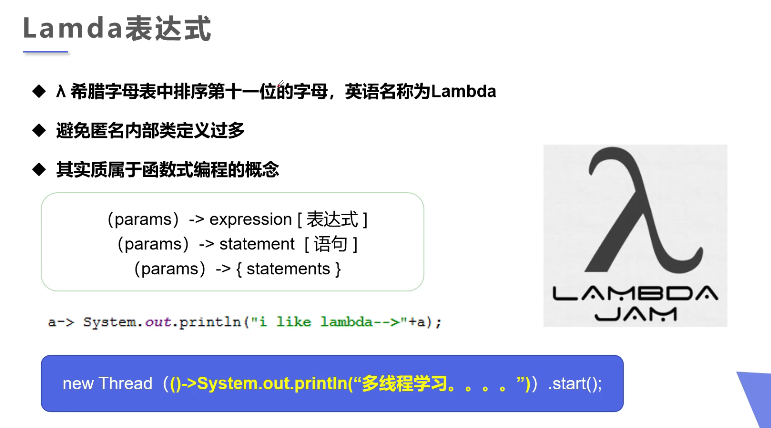 Lamda表达式
λ 希腊字母表中排序第十一位的字母，英语名称为Lambda
避免匿名内部类定义过多
其实质属于函数式编程的概念
（params）-> expression [ 表达式 ]
（params）-> statement [ 语句 ]
（params）-> { statements }
a-> System.out.println("i like lambda-->"+a);
new Thread（()->System.out.println(“多线程学习。。。。”)）.start();
λ
LAMBDA
JAM